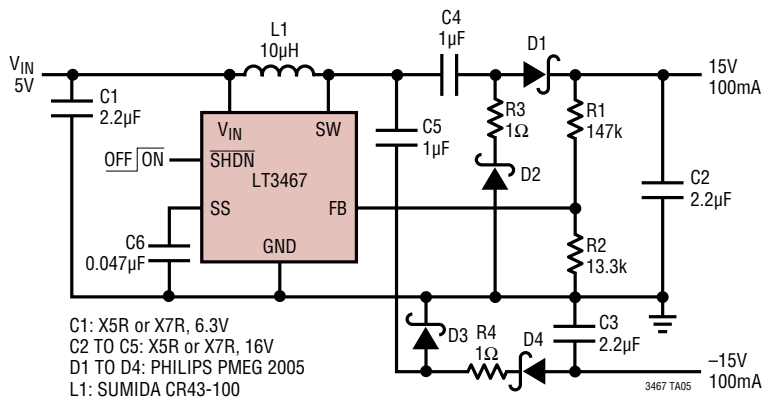 L1
10µH
C4
1µF
D1
VIN
5V
15V
100mA
C1
2.2µF
R3
1Ω
R1
147k
VIN
SW
C5
1µF
OFF ON
SHDN
LT3467
D2
C2
2.2µF
SS
FB
C6
0.047µF
GND
R2
13.3k
C1: X5R or X7R, 6.3V
C2 TO C5: X5R or X7R, 16V
D1 TO D4: PHILIPS PMEG 2005
L1: SUMIDA CR43-100
D3
R4
1Ω
D4
C3
2.2µF
–15V
100mA
3467 TA05